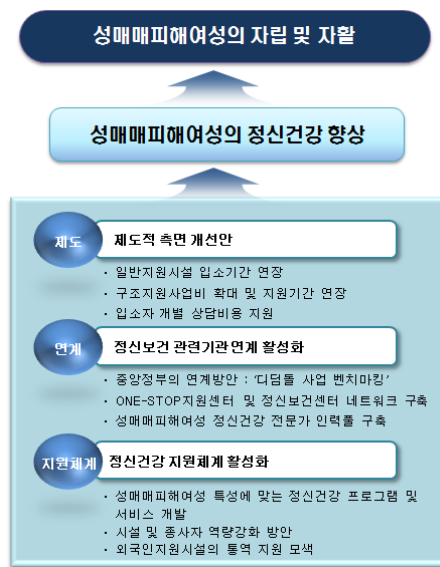 성매매피해여성의 자립 및 자활
성매매피해여성의 정신건강 향상
제도
제도적 측면 개선안
· 일반지원시설 입소기간 연장
· 구조지원사업비 확대 및 지원기간 연장
· 입소자 개별 상담비용 지원
연계
정신보건 관련기관 연계 활성화
· 중앙정부의 연계방안 : ‘디딤돌 사업 벤치마킹’
· ONE-STOP지원센터 및 정신보건센터 네트워크 구축
· 성매매피해여성 정신건강 전문가 인력풀 구축
지원체계
정신건강 지원체계 활성화
· 성매매피해여성 특성에 맞는 정신건강 프로그램 및
서비스 개발
· 시설 및 종사자 역량강화 방안
· 외국인지원시설의 통역 지원 모색